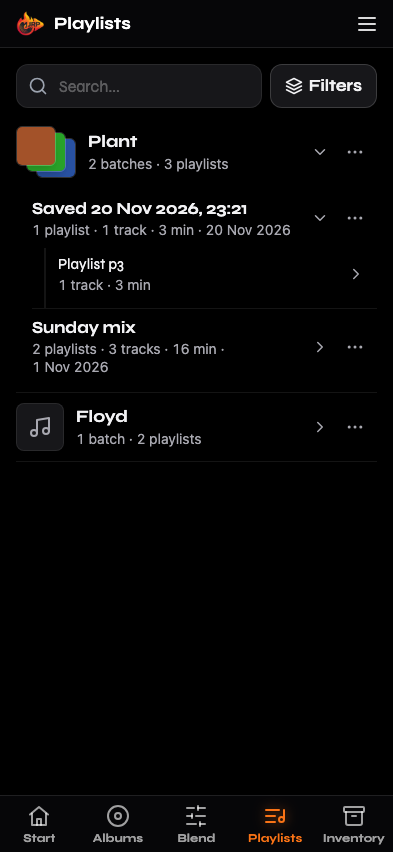 Playlists
Search...
Filters
Plant
2 batches · 3 playlists
Saved 20 Nov 2026, 23:21
1 playlist · 1 track · 3 min · 20 Nov 2026
Playlist p3
1 track · 3 min
Sunday mix
2 playlists · 3 tracks · 16 min ·
1 Nov 2026
Floyd
1 batch · 2 playlists
Start
Albums
Blend
Playlists
Inventory